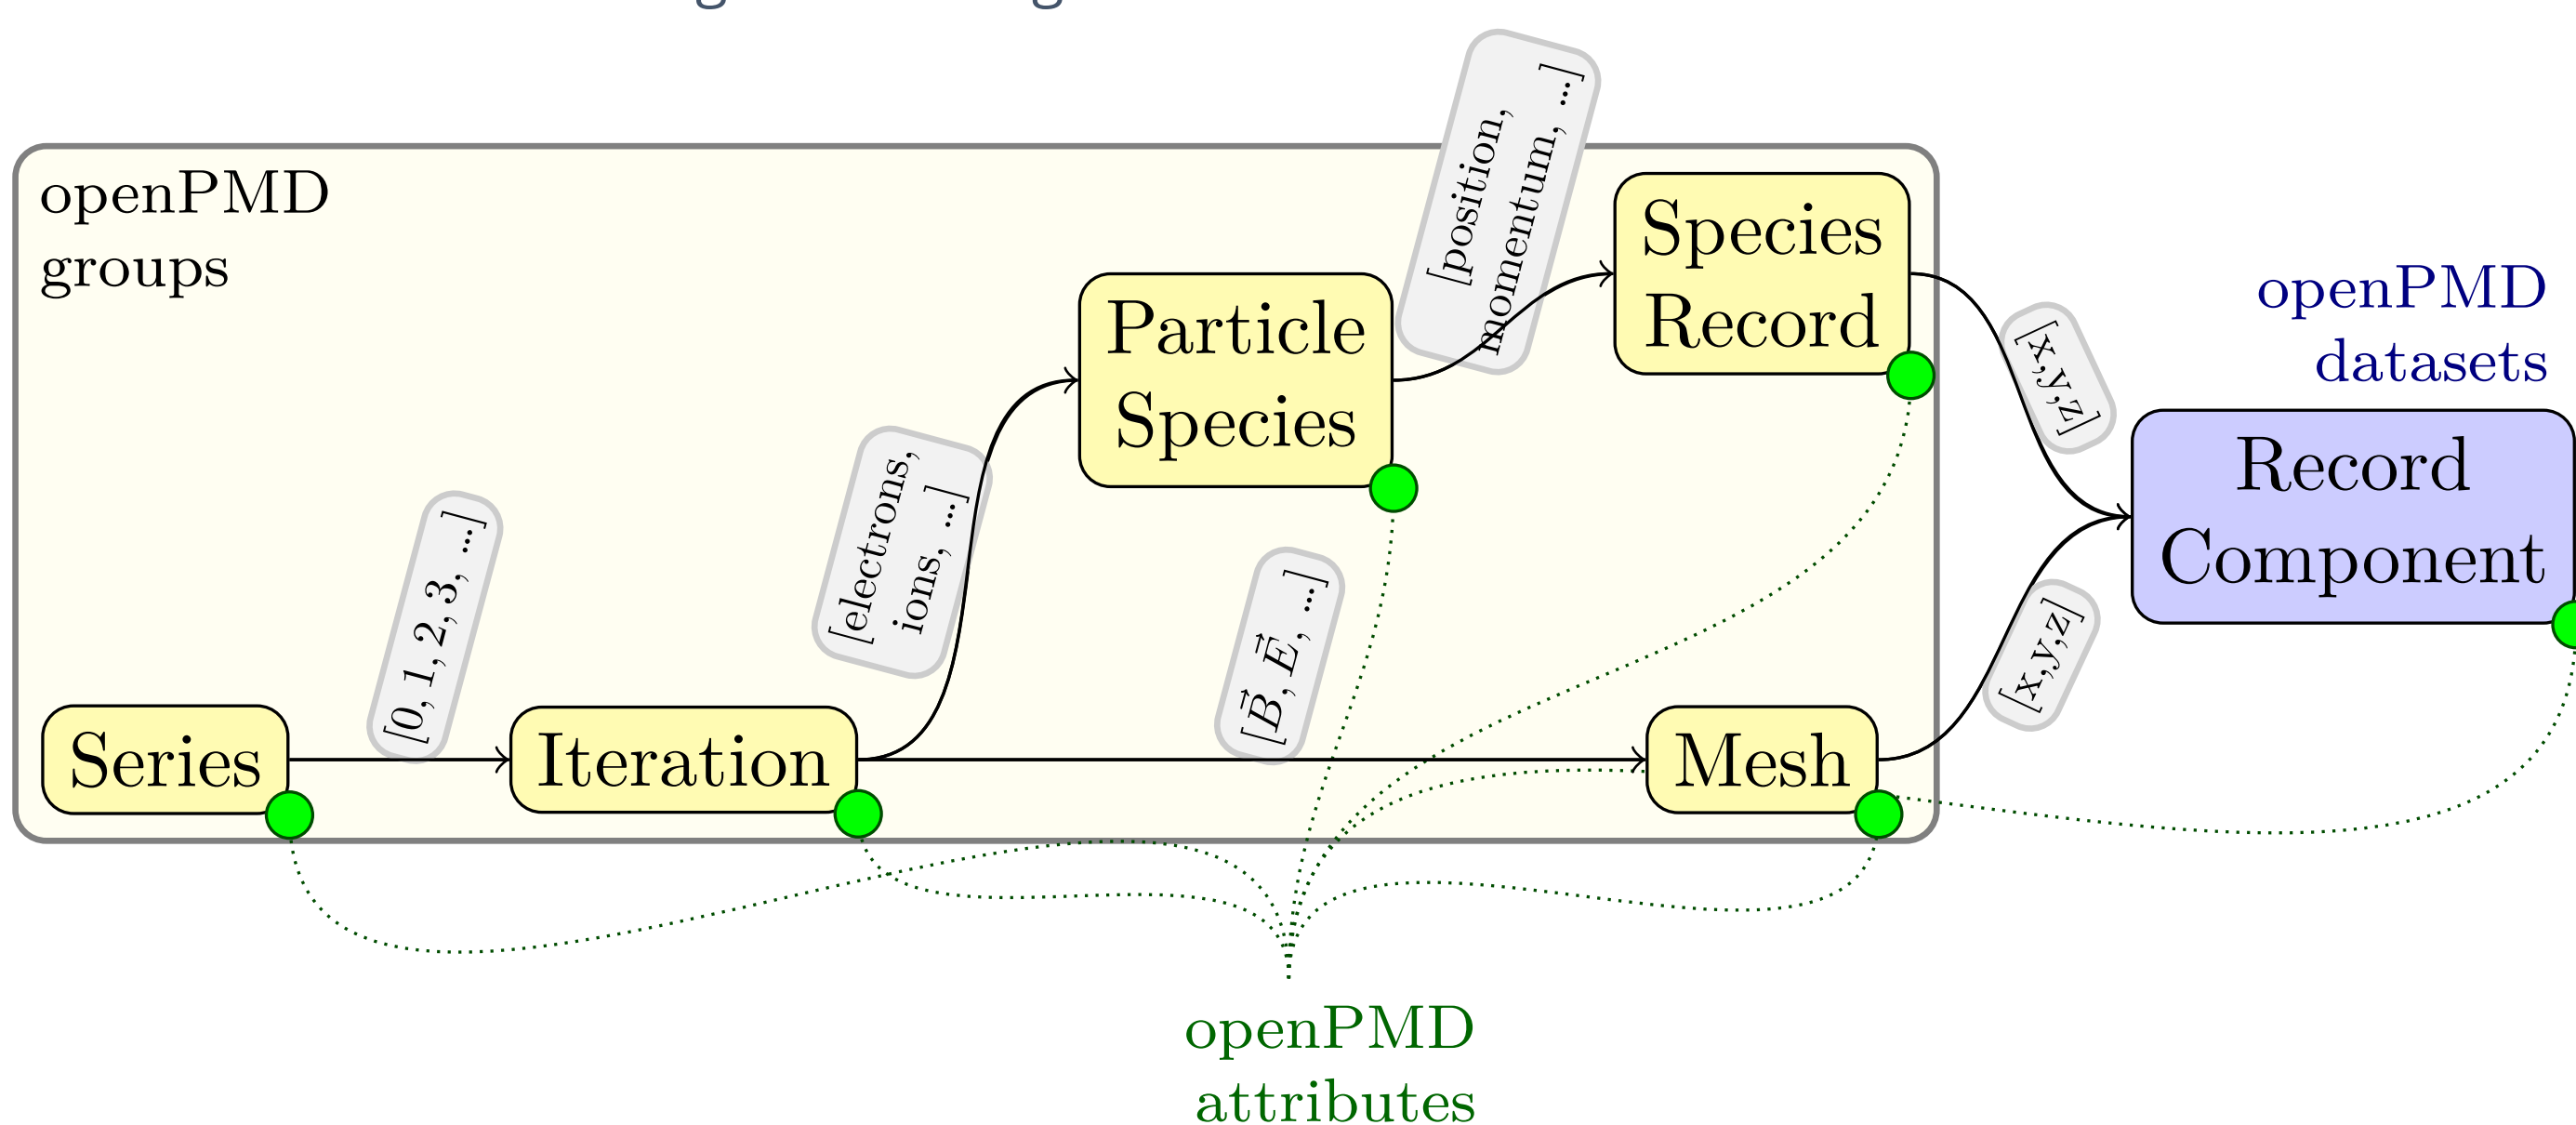 openPMD
groups
Series
[0, 1, 2, 3, ...]
Iteration
[electrons,
ions, ...]
Particle
Species
[position,
momentum, ...]
Species
Record
[B⃗, E⃗, ...]
Mesh
[x,y,z]
[x,y,z]
openPMD
datasets
Record
Component
openPMD
attributes